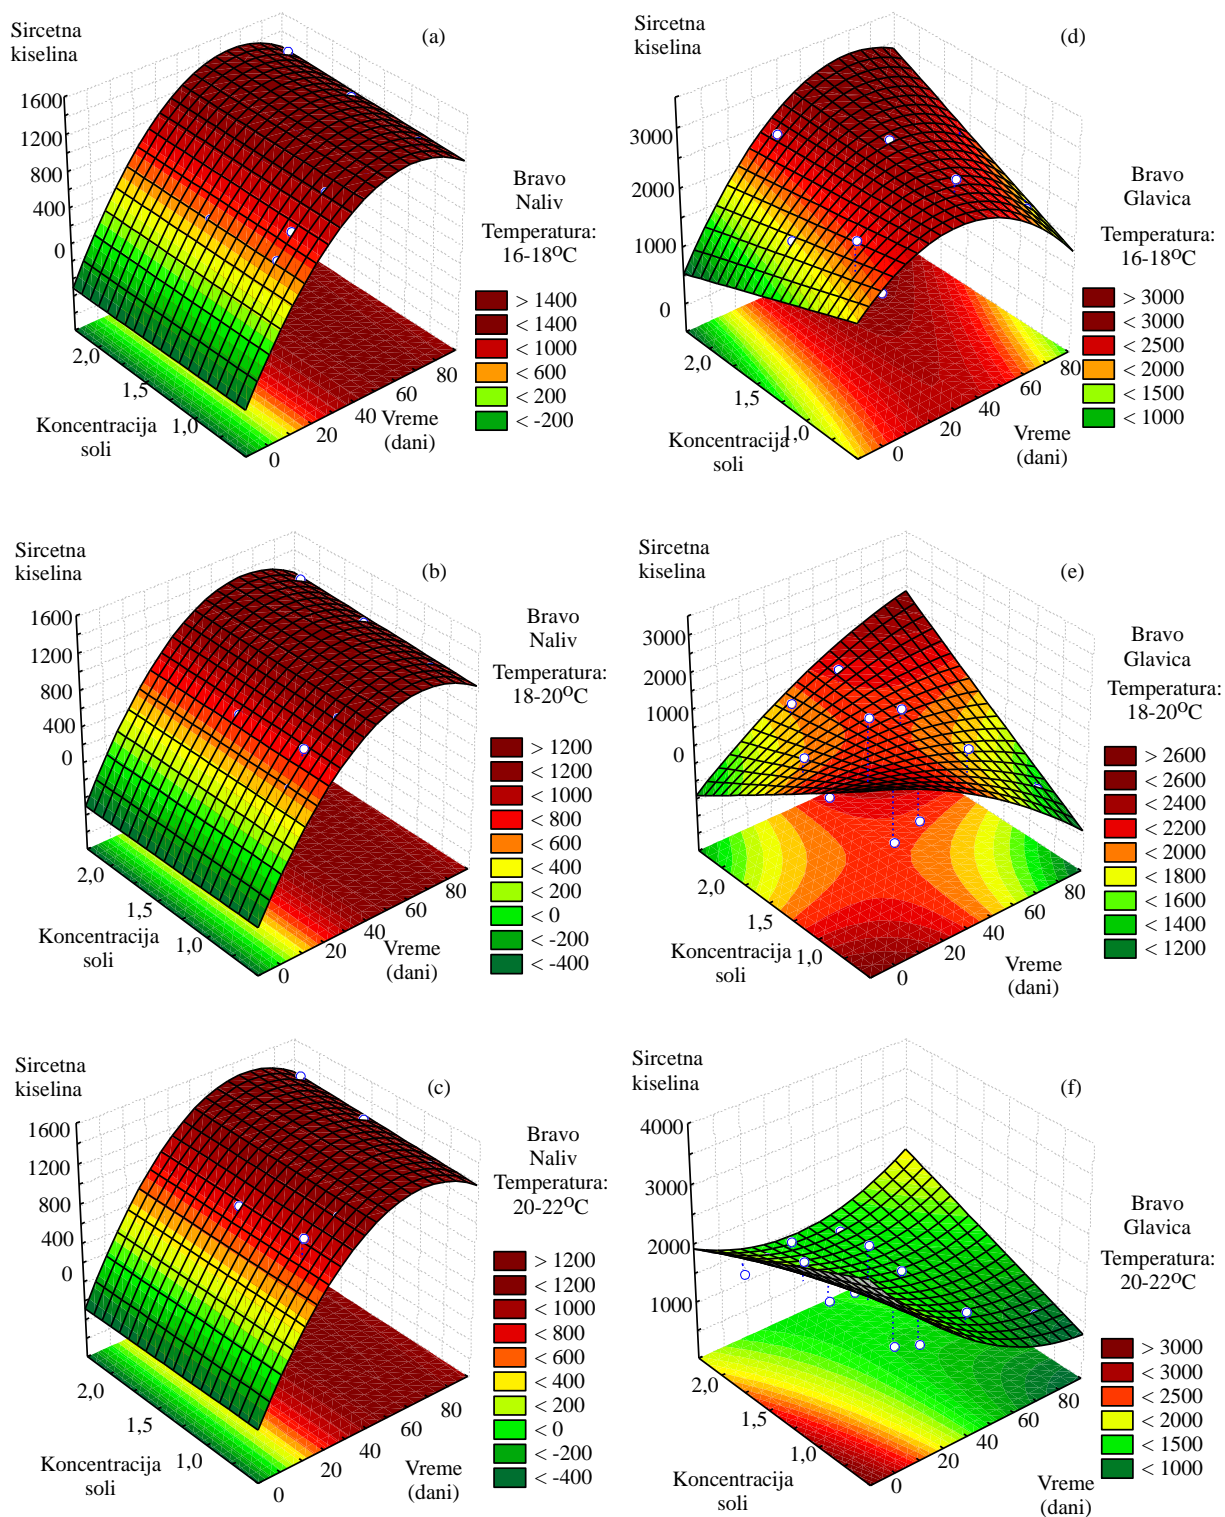 Sircetna
kiselina
(a)
1600
1200
800
400
0
2,0
1,5
1,0
Koncentracija
soli
0
20
40
60
80
Vreme
(dani)
Bravo
Naliv
Temperatura:
16-18°C
> 1400
< 1400
< 1000
< 600
< 200
< -200
Sircetna
kiselina
(d)
3000
2000
1000
0
2,0
1,5
1,0
Koncentracija
soli
0
20
40
60
80
Vreme
(dani)
Bravo
Glavica
Temperatura:
16-18°C
> 3000
< 3000
< 2500
< 2000
< 1500
< 1000
Sircetna
kiselina
(b)
1600
1200
800
400
0
2,0
1,5
1,0
Koncentracija
soli
0
20
40
60
80
Vreme
(dani)
Bravo
Naliv
Temperatura:
18-20°C
> 1200
< 1200
< 1000
< 800
< 600
< 400
< 200
< 0
< -200
< -400
Sircetna
kiselina
(e)
3000
2000
1000
0
2,0
1,5
1,0
Koncentracija
soli
0
20
40
60
80
Vreme
(dani)
Bravo
Glavica
Temperatura:
18-20°C
> 2600
< 2600
< 2400
< 2200
< 2000
< 1800
< 1600
< 1400
< 1200
Sircetna
kiselina
(c)
1600
1200
800
400
0
2,0
1,5
1,0
Koncentracija
soli
0
20
40
60
80
Vreme
(dani)
Bravo
Naliv
Temperatura:
20-22°C
> 1200
< 1200
< 1000
< 800
< 600
< 400
< 200
< 0
< -200
< -400
Sircetna
kiselina
(f)
4000
3000
2000
1000
2,0
1,5
1,0
Koncentracija
soli
0
20
40
60
80
Vreme
(dani)
Bravo
Glavica
Temperatura:
20-22°C
> 3000
< 3000
< 2500
< 2000
< 1500
< 1000